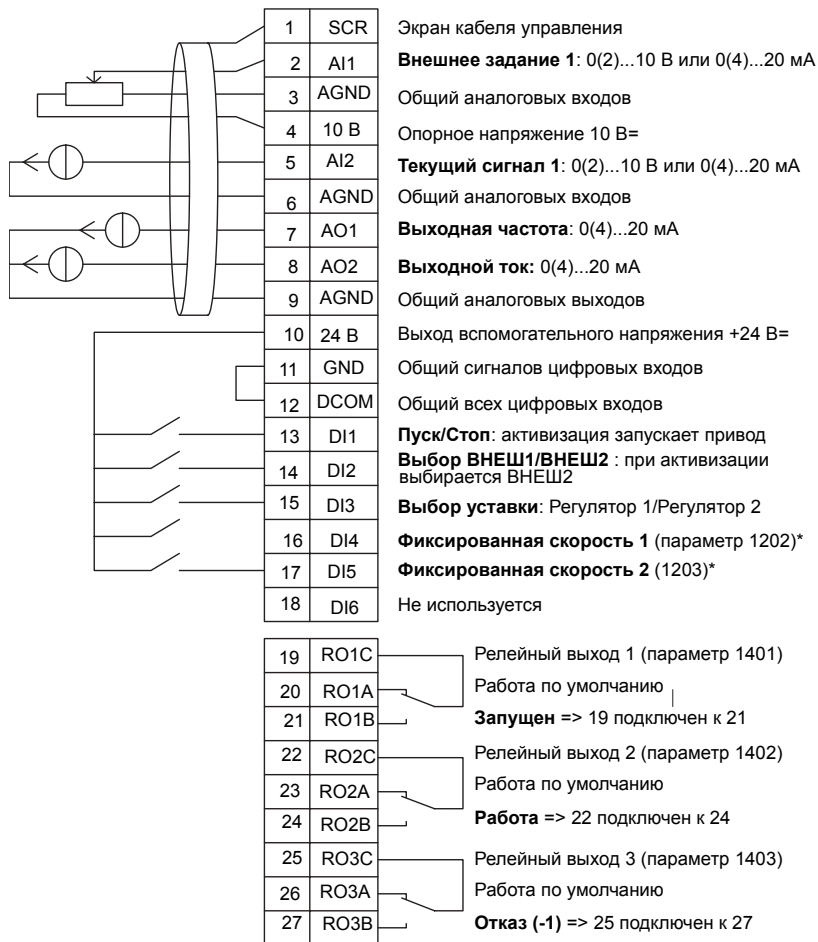 1 SCR Экран кабеля управления
2 AI1 Внешнее задание 1: 0(2)...10 В или 0(4)...20 мА
3 AGND Общий аналоговых входов
4 10 В Опорное напряжение 10 В=
5 AI2 Текущий сигнал 1: 0(2)...10 В или 0(4)...20 мА
6 AGND Общий аналоговых входов
7 AO1 Выходная частота: 0(4)...20 мА
8 AO2 Выходной ток: 0(4)...20 мА
9 AGND Общий аналоговых выходов
10 24 В Выход вспомогательного напряжения +24 В=
11 GND Общий сигналов цифровых входов
12 DCOM Общий всех цифровых входов
13 DI1 Пуск/Стоп: активизация запускает привод
14 DI2 Выбор ВНЕШ1/ВНЕШ2 : при активизации
выбирается ВНЕШ2
15 DI3 Выбор уставки: Регулятор 1/Регулятор 2
16 DI4 Фиксированная скорость 1 (параметр 1202)*
17 DI5 Фиксированная скорость 2 (1203)*
18 DI6 Не используется
19 RO1C Релейный выход 1 (параметр 1401)
20 RO1A Работа по умолчанию
21 RO1B Запущен => 19 подключен к 21
22 RO2C Релейный выход 2 (параметр 1402)
23 RO2A Работа по умолчанию
24 RO2B Работа => 22 подключен к 24
25 RO3C Релейный выход 3 (параметр 1403)
26 RO3A Работа по умолчанию
27 RO3B Отказ (-1) => 25 подключен к 27